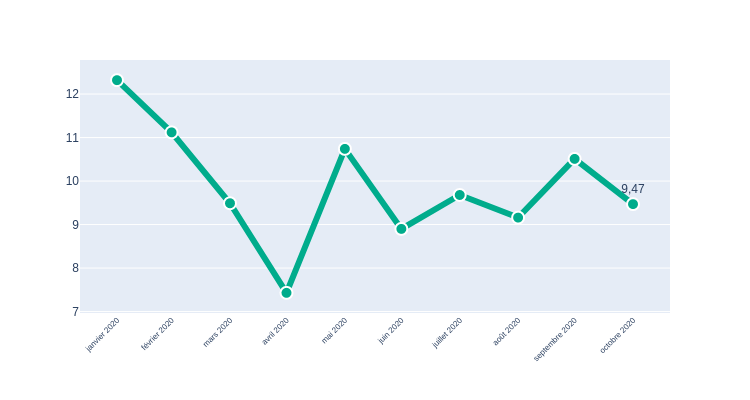 12
11
10
9
8
7
9,47
janvier 2020
février 2020
mars 2020
avril 2020
mai 2020
juin 2020
juillet 2020
août 2020
septembre 2020
octobre 2020